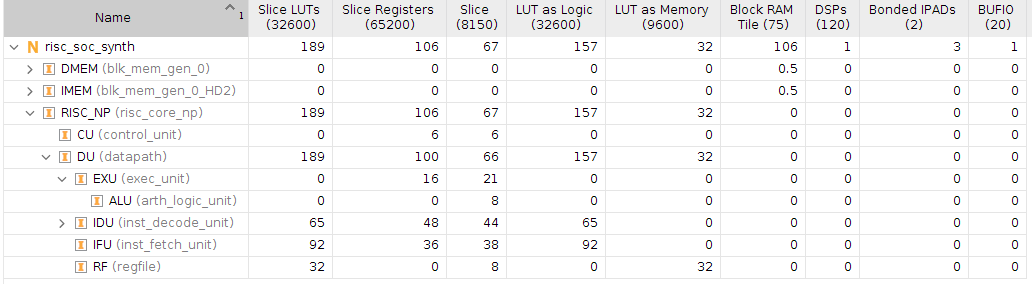 Name 1 Slice LUTs (32600) Slice Registers (65200) Slice (8150) LUT as Logic (32600) LUT as Memory (9600) Block RAM Tile (75) DSPs (120) Bonded IPADs (2) BUFIO (20)
N risc_soc_synth 189 106 67 157 32 106 1 3 1
DMEM (blk_mem_gen_0) 0 0 0 0 0 0.5 0 0 0
IMEM (blk_mem_gen_0_HD2) 0 0 0 0 0 0.5 0 0 0
RISC_NP (risc_core_np) 189 106 67 157 32 0 0 0 0
CU (control_unit) 0 6 6 0 0 0 0 0 0
DU (datapath) 189 100 66 157 32 0 0 0 0
EXU (exec_unit) 0 16 21 0 0 0 0 0 0
ALU (arth_logic_unit) 0 0 8 0 0 0 0 0 0
IDU (inst_decode_unit) 65 48 44 65 0 0 0 0 0
IFU (inst_fetch_unit) 92 36 38 92 0 0 0 0 0
RF (regfile) 32 0 8 0 32 0 0 0 0